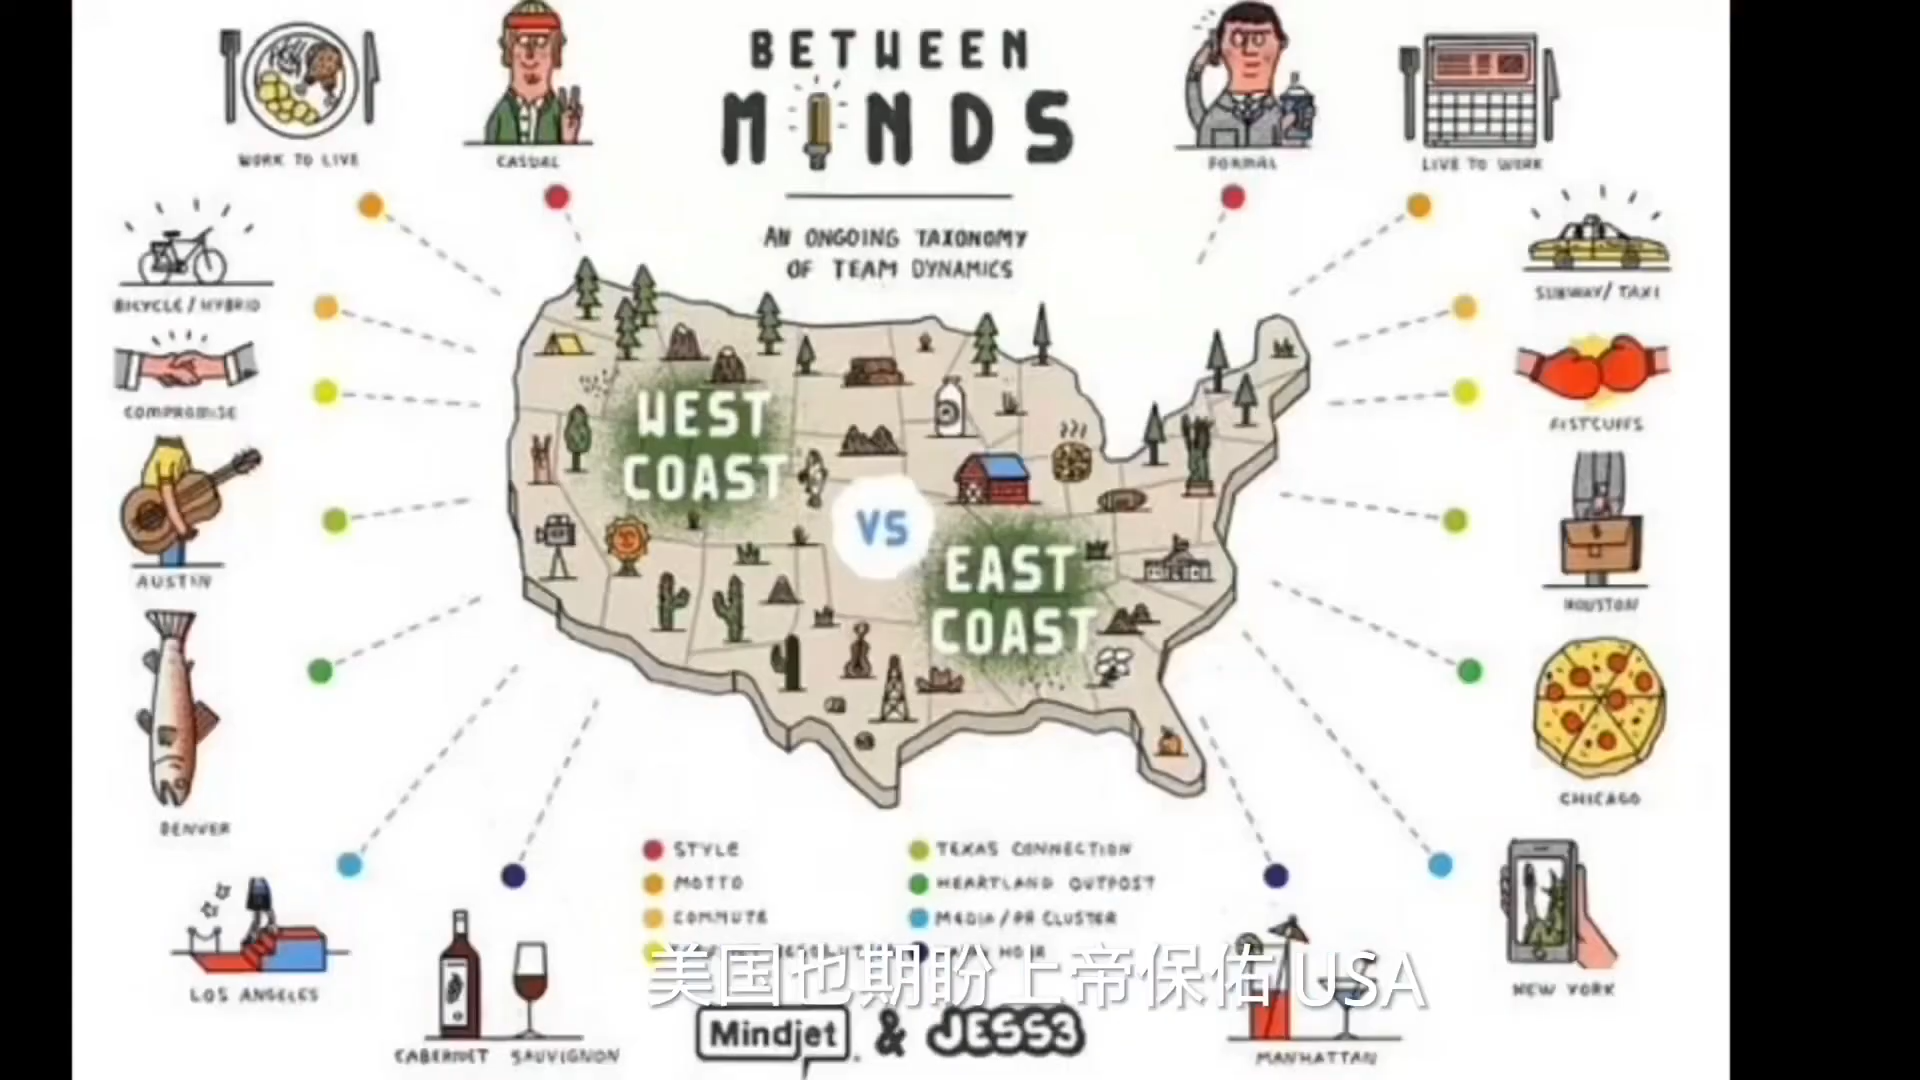 BETWEEN
MINDS
AN ONGOING TAXONOMY
OF TEAM DYNAMICS
WORK TO LIVE
CASUAL
FORMAL
LIVE TO WORK
BICYCLE / HYBRID
SUBWAY / TAXI
COMPROMISE
FISTCUFFS
WEST
COAST
VS
EAST
COAST
AUSTIN
HOUSTON
DENVER
CHICAGO
LOS ANGELES
NEW YORK
CABERNET SAUVIGNON
MANHATTAN
STYLE
MOTTO
COMMUTE
TEXAS CONNECTION
HEARTLAND OUTPOST
MEDIA / PR CLUSTER
HOUR
美国也期盼上帝保佑 USA
Mindjet & JESS3